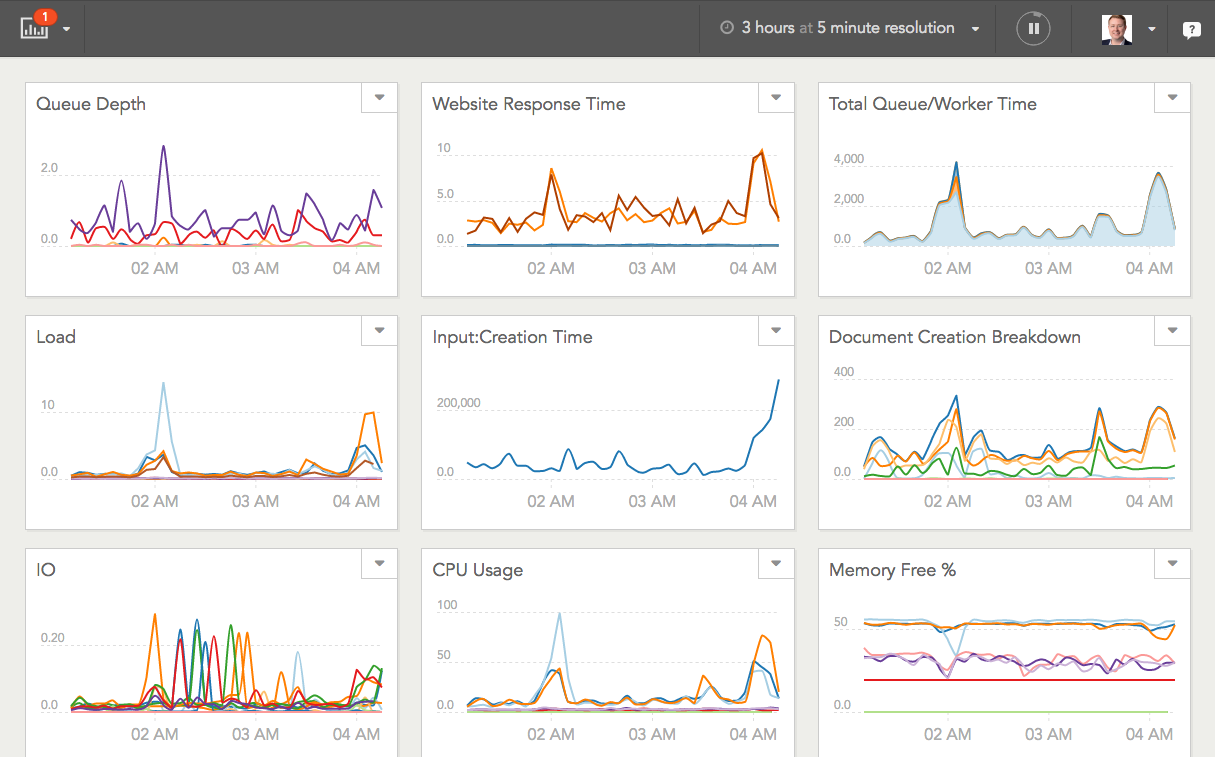 1
3 hours at 5 minute resolution
?
Queue Depth
2.0
0.0
02 AM 03 AM 04 AM
Website Response Time
10
5.0
0.0
02 AM 03 AM 04 AM
Total Queue/Worker Time
4,000
2,000
0.0
02 AM 03 AM 04 AM
Load
10
0.0
02 AM 03 AM 04 AM
Input:Creation Time
200,000
0.0
02 AM 03 AM 04 AM
Document Creation Breakdown
400
200
0.0
02 AM 03 AM 04 AM
IO
0.20
0.0
02 AM 03 AM 04 AM
CPU Usage
100
50
0.0
02 AM 03 AM 04 AM
Memory Free %
50
0.0
02 AM 03 AM 04 AM